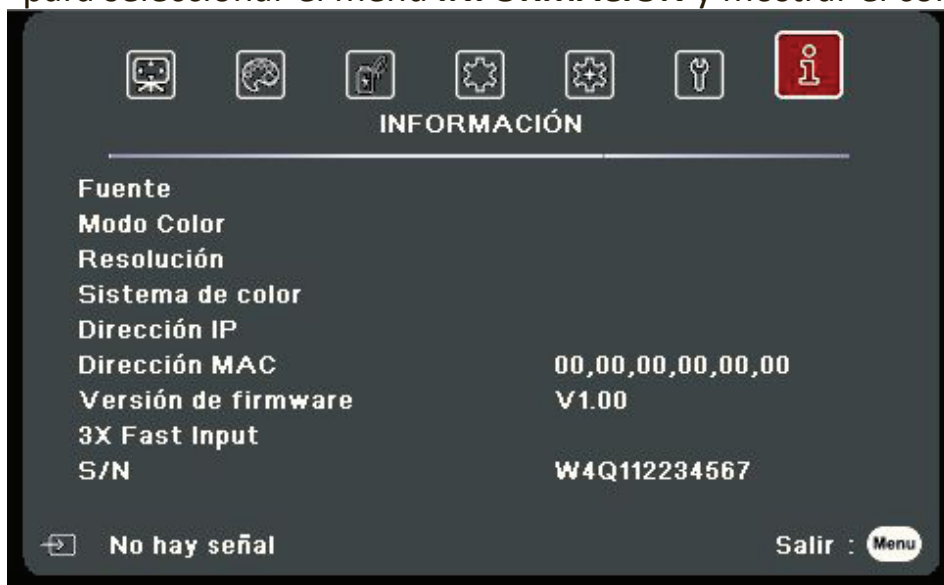 INFORMACIÓN
Fuente
Modo Color
Resolución
Sistema de color
Dirección IP
Dirección MAC 00,00,00,00,00,00
Versión de firmware V1.00
3X Fast Input
S/N W4Q112234567
No hay señal Salir : Menu